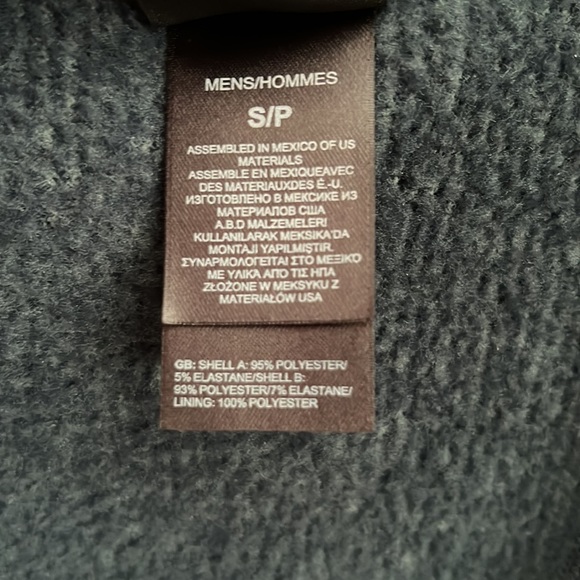 MENS/HOMMES
S/P
ASSEMBLED IN MEXICO OF US
MATERIALS
ASSEMBLE EN MEXIQUEAVEC
DES MATERIAUXDES É.-U.
ИЗГОТОВЛЕНО В МЕКСИКЕ ИЗ
МАТЕРИАЛОВ США
A.B.D MALZEMELERİ
KULLANILARAK MEKSİKA'DA
MONTAJI YAPILMIŞTIR.
ΣΥΝΑΡΜΟΛΟΓΕΙΤΑΙ ΣΤΟ ΜΕΞΙΚΟ
ΜΕ ΥΛΙΚΑ ΑΠΟ ΤΙΣ ΗΠΑ
ZŁOŻONE W MEKSYKU Z
MATERIAŁÓW USA
GB: SHELL A: 95% POLYESTER/
5% ELASTANE/SHELL B:
93% POLYESTER/7% ELASTANE/
LINING: 100% POLYESTER